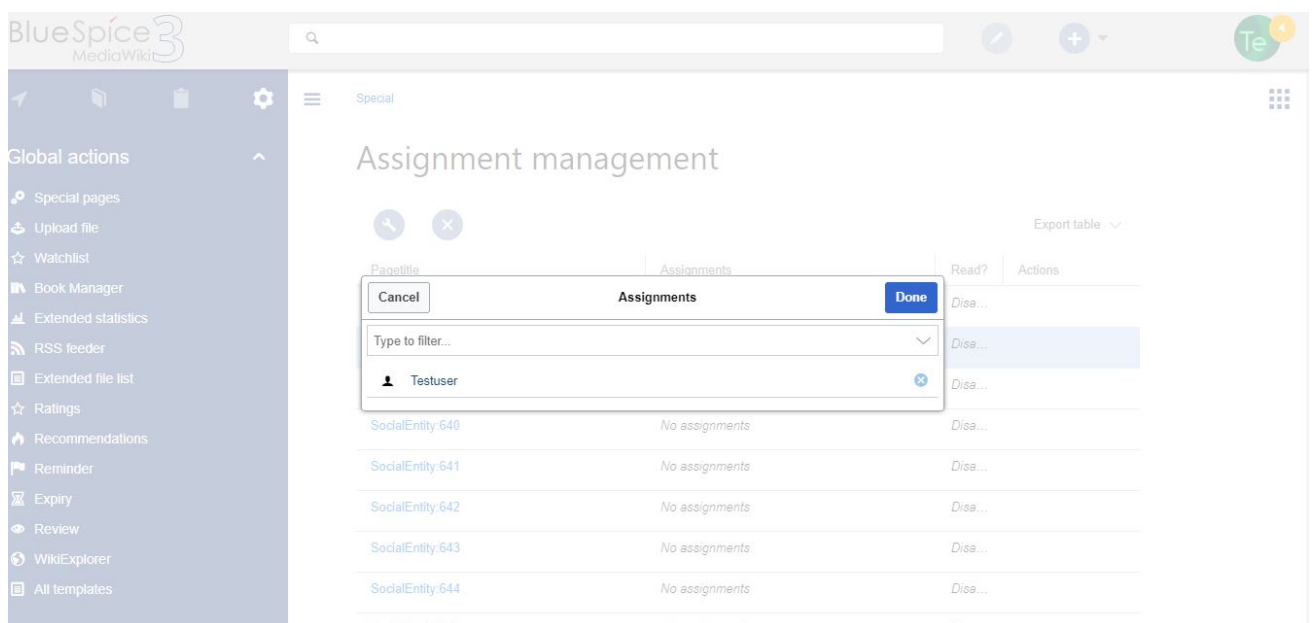 BlueSpice 3
MediaWiki
Te
Special
Global actions
Assignment management
Special pages
Upload file
Export table
Watchlist
Pagetitle Assignments Read? Actions
Book Manager
Cancel Assignments Done
Disa...
Extended statistics
Type to filter...
Disa...
RSS feeder
Extended file list
Testuser
Disa...
Ratings
SocialEntity:640 No assignments Disa...
Recommendations
Reminder
SocialEntity:641 No assignments Disa...
Expiry
SocialEntity:642 No assignments Disa...
Review
SocialEntity:643 No assignments Disa...
WikiExplorer
All templates
SocialEntity:644 No assignments Disa...